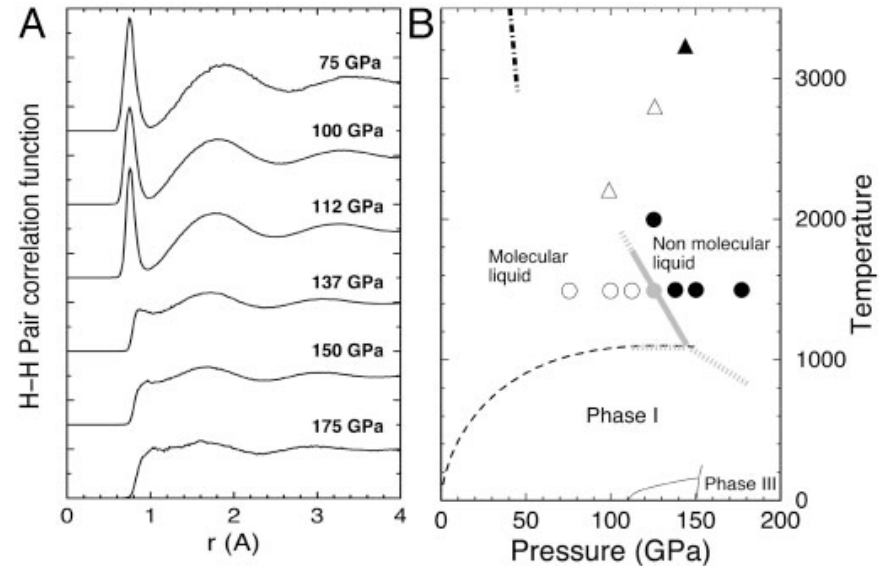 A
H-H Pair correlation function
75 GPa
100 GPa
112 GPa
137 GPa
150 GPa
175 GPa
0
1
2
3
4
r (A)
B
Molecular
liquid
Non molecular
liquid
Phase I
Phase III
3000
2000
1000
0
Temperature
0
50
100
150
200
Pressure (GPa)